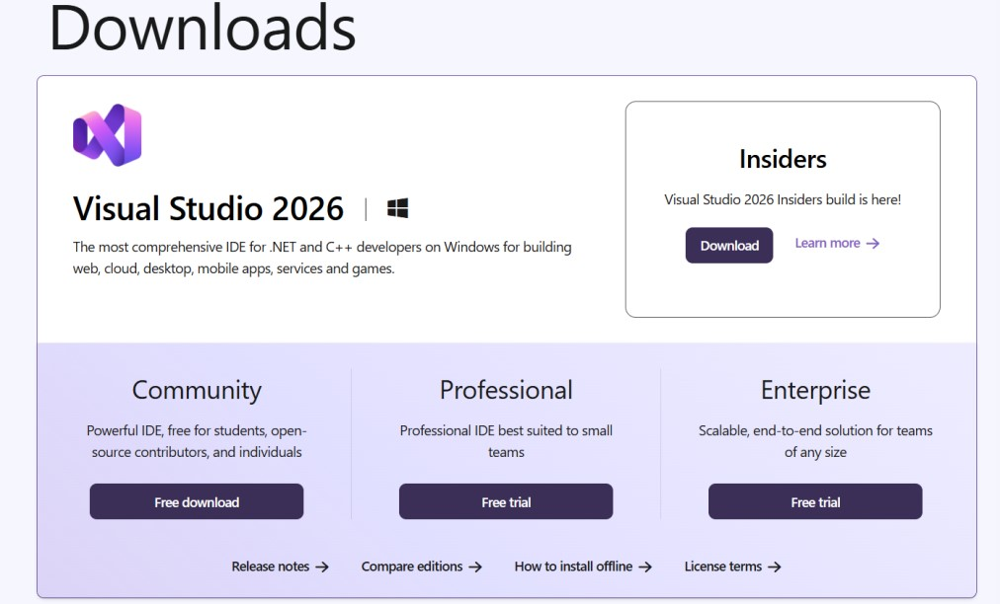 Downloads
Visual Studio 2026
The most comprehensive IDE for .NET and C++ developers on Windows for building
web, cloud, desktop, mobile apps, services and games.
Insiders
Visual Studio 2026 Insiders build is here!
Download
Learn more →
Community
Powerful IDE, free for students, open-
source contributors, and individuals
Free download
Professional
Professional IDE best suited to small
teams
Free trial
Enterprise
Scalable, end-to-end solution for teams
of any size
Free trial
Release notes →
Compare editions →
How to install offline →
License terms →